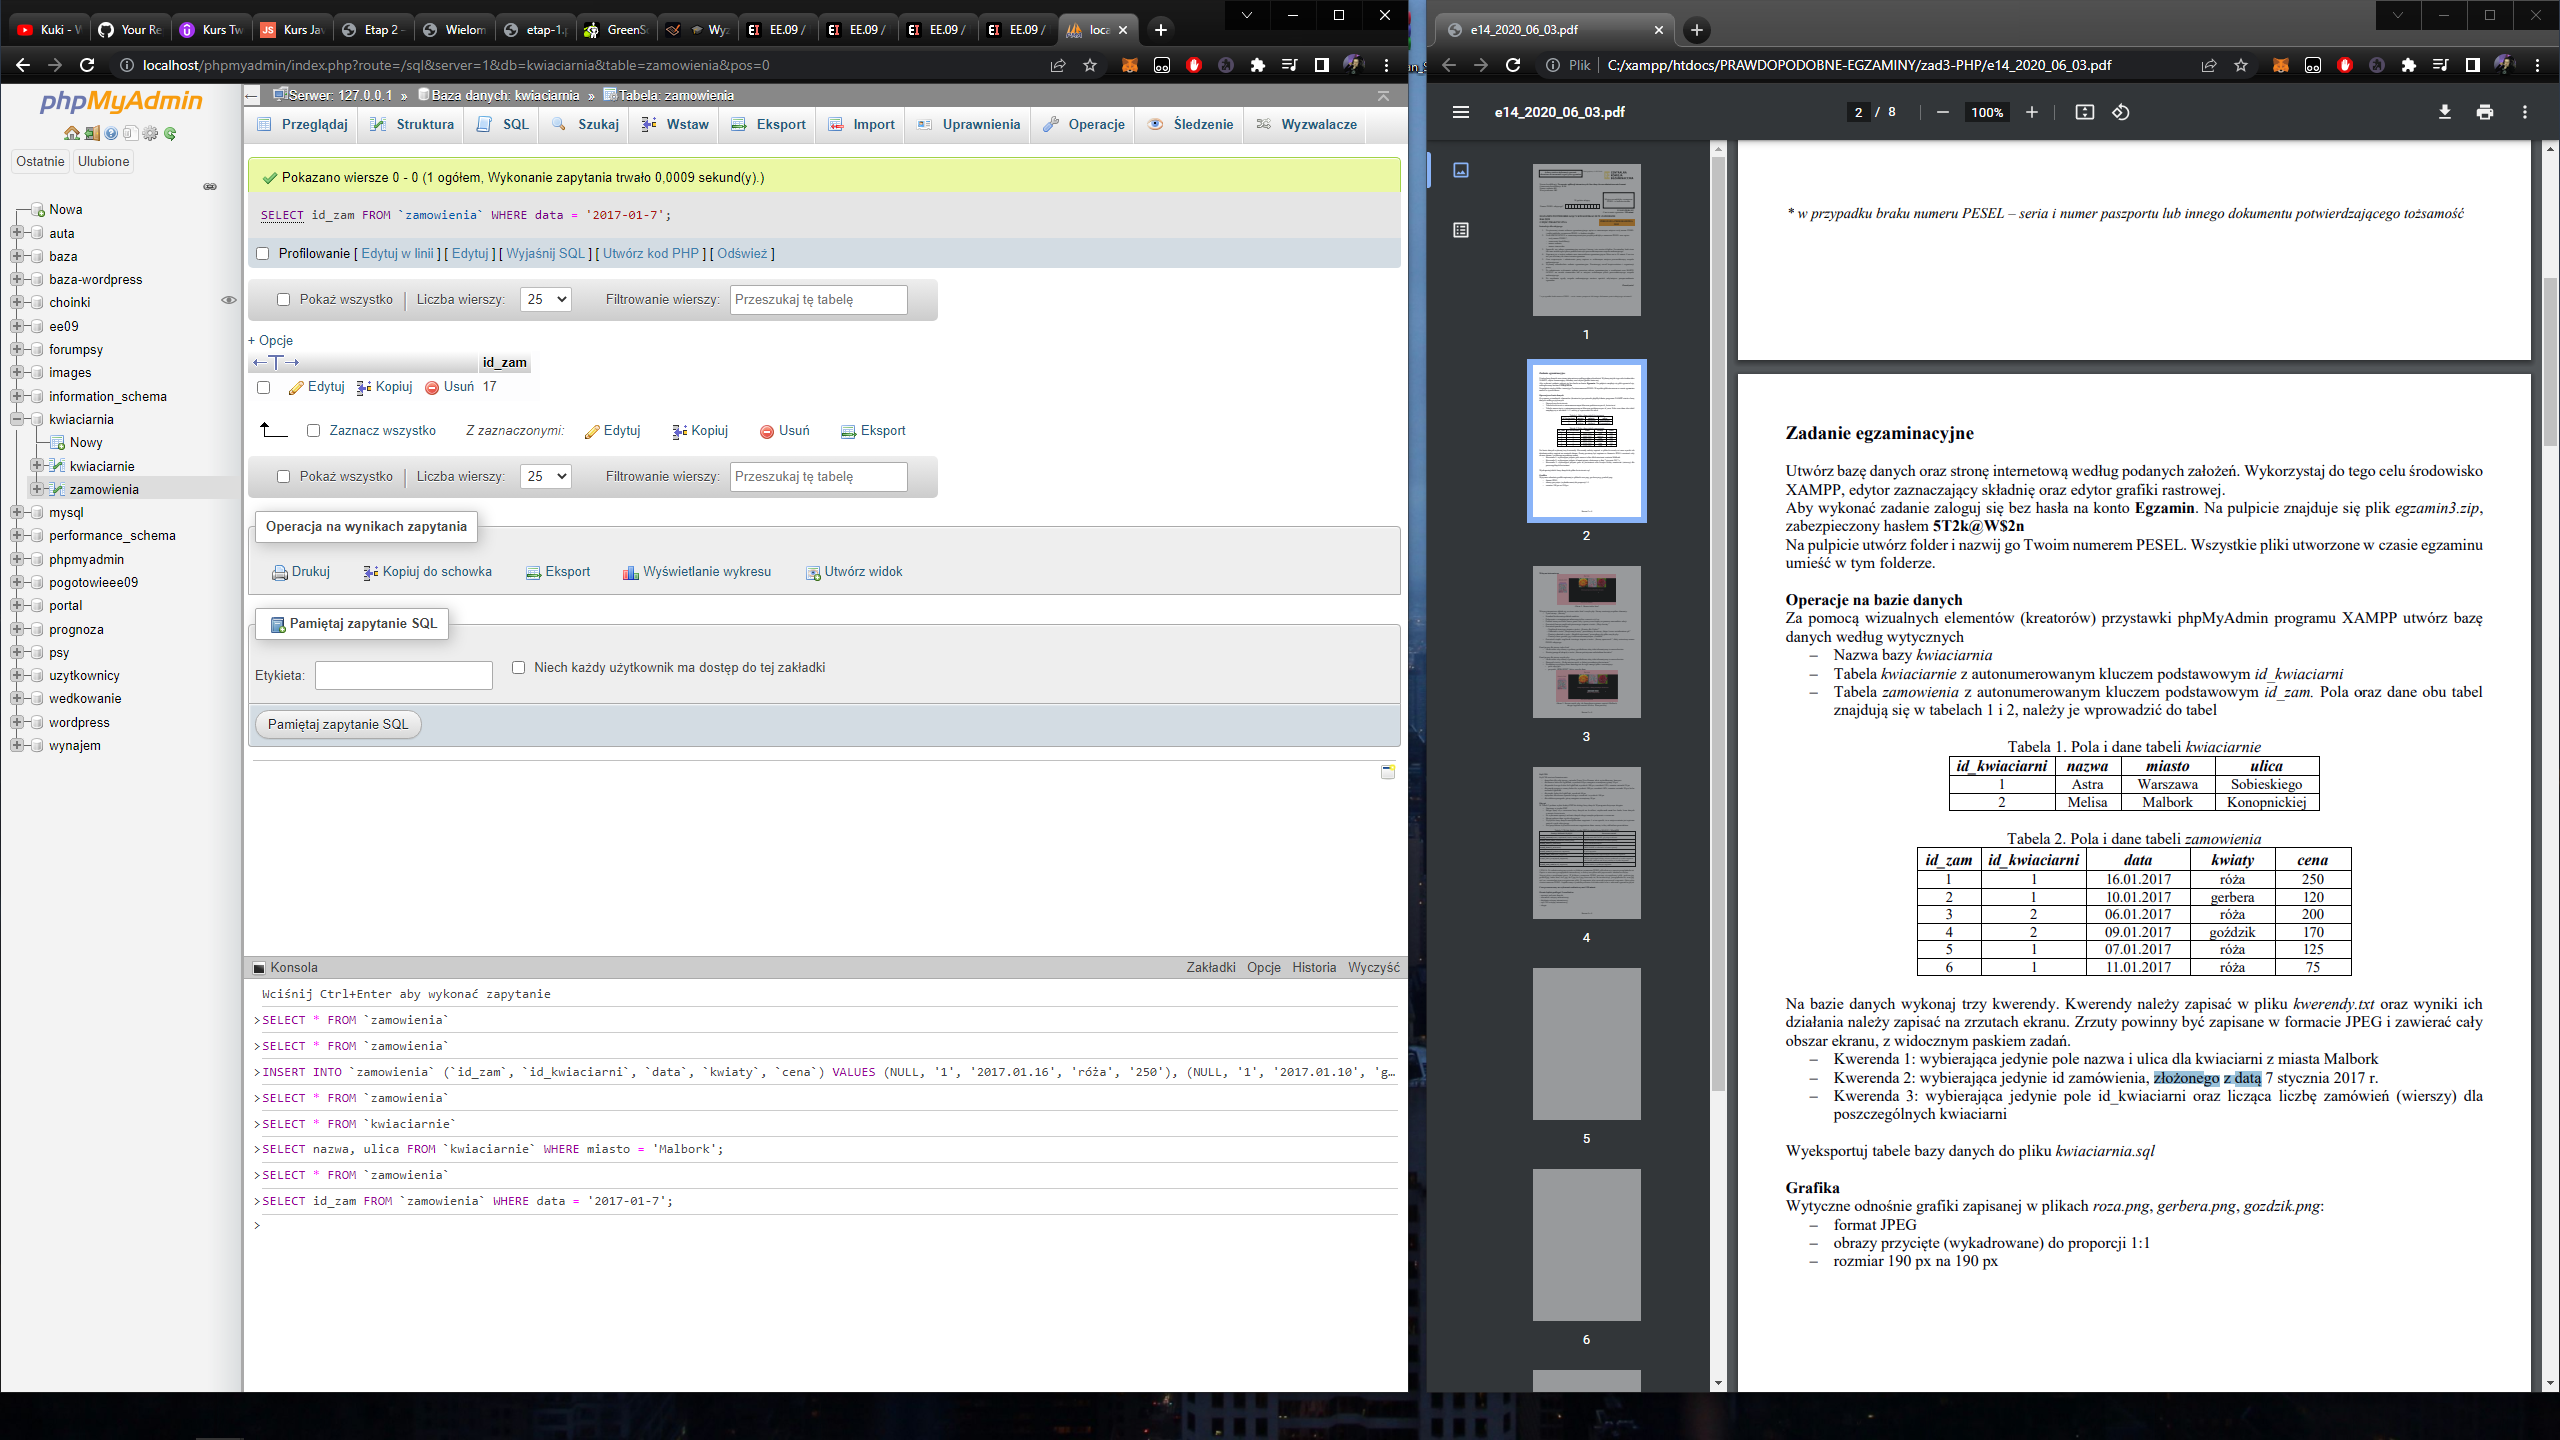 Kuki - W
Your Re
Kurs Tw
Kurs Jav
Etap 2 -
Wielom
etap-1.p
GreenSo
Wyz
EE.09 /
EE.09 /
EE.09 /
EE.09 /
loca
localhost/phpmyadmin/index.php?route=/sql&server=1&db=kwiaciarnia&table=zamowienia&pos=0
phpMyAdmin
Ostatnie
Ulubione
Nowa
auta
baza
baza-wordpress
choinki
ee09
forumpsy
images
information_schema
kwiaciarnia
Nowy
kwiaciarnie
zamowienia
mysql
performance_schema
phpmyadmin
pogotowieee09
portal
prognoza
psy
uzytkownicy
wedkowanie
wordpress
wynajem
Serwer: 127.0.0.1 » Baza danych: kwiaciarnia » Tabela: zamowienia
Przeglądaj Struktura SQL Szukaj Wstaw Eksport Import Uprawnienia Operacje Śledzenie Wyzwalacze
Pokazano wiersze 0 - 0 (1 ogółem, Wykonanie zapytania trwało 0,0009 sekund(y).)
SELECT id_zam FROM `zamowienia` WHERE data = '2017-01-7';
Profilowanie [ Edytuj w linii ] [ Edytuj ] [ Wyjaśnij SQL ] [ Utwórz kod PHP ] [ Odśwież ]
Pokaż wszystko Liczba wierszy: 25 Filtrowanie wierszy: Przeszukaj tę tabelę
+ Opcje
←T→ id_zam
Edytuj Kopiuj Usuń 17
Zaznacz wszystko Z zaznaczonymi: Edytuj Kopiuj Usuń Eksport
Pokaż wszystko Liczba wierszy: 25 Filtrowanie wierszy: Przeszukaj tę tabelę
Operacja na wynikach zapytania
Drukuj Kopiuj do schowka Eksport Wyświetlanie wykresu Utwórz widok
Pamiętaj zapytanie SQL
Etykieta: Niech każdy użytkownik ma dostęp do tej zakładki
Pamiętaj zapytanie SQL
Konsola Zakładki Opcje Historia Wyczyść
Wciśnij Ctrl+Enter aby wykonać zapytanie
>SELECT * FROM `zamowienia`
>SELECT * FROM `zamowienia`
>INSERT INTO `zamowienia` (`id_zam`, `id_kwiaciarni`, `data`, `kwiaty`, `cena`) VALUES (NULL, '1', '2017.01.16', 'róża', '250'), (NULL, '1', '2017.01.10', 'g…
>SELECT * FROM `zamowienia`
>SELECT * FROM `kwiaciarnie`
>SELECT nazwa, ulica FROM `kwiaciarnie` WHERE miasto = 'Malbork';
>SELECT * FROM `zamowienia`
>SELECT id_zam FROM `zamowienia` WHERE data = '2017-01-7';
>
e14_2020_06_03.pdf
Plik C:/xampp/htdocs/PRAWDOPODOBNE-EGZAMINY/zad3-PHP/e14_2020_06_03.pdf
e14_2020_06_03.pdf 2 / 8 100%
1
2
3
4
5
6
* w przypadku braku numeru PESEL – seria i numer paszportu lub innego dokumentu potwierdzającego tożsamość
Zadanie egzaminacyjne
Utwórz bazę danych oraz stronę internetową według podanych założeń. Wykorzystaj do tego celu środowisko
XAMPP, edytor zaznaczający składnię oraz edytor grafiki rastrowej.
Aby wykonać zadanie zaloguj się bez hasła na konto Egzamin. Na pulpicie znajduje się plik egzamin3.zip,
zabezpieczony hasłem 5T2k@W$2n
Na pulpicie utwórz folder i nazwij go Twoim numerem PESEL. Wszystkie pliki utworzone w czasie egzaminu
umieść w tym folderze.
Operacje na bazie danych
Za pomocą wizualnych elementów (kreatorów) przystawki phpMyAdmin programu XAMPP utwórz bazę
danych według wytycznych
– Nazwa bazy kwiaciarnia
– Tabela kwiaciarnie z autonumerowanym kluczem podstawowym id_kwiaciarni
– Tabela zamowienia z autonumerowanym kluczem podstawowym id_zam. Pola oraz dane obu tabel
znajdują się w tabelach 1 i 2, należy je wprowadzić do tabel
Tabela 1. Pola i dane tabeli kwiaciarnie
id_kwiaciarni nazwa miasto ulica
1 Astra Warszawa Sobieskiego
2 Melisa Malbork Konopnickiej
Tabela 2. Pola i dane tabeli zamowienia
id_zam id_kwiaciarni data kwiaty cena
1 1 16.01.2017 róża 250
2 1 10.01.2017 gerbera 120
3 2 06.01.2017 róża 200
4 2 09.01.2017 goździk 170
5 1 07.01.2017 róża 125
6 1 11.01.2017 róża 75
Na bazie danych wykonaj trzy kwerendy. Kwerendy należy zapisać w pliku kwerendy.txt oraz wyniki ich
działania należy zapisać na zrzutach ekranu. Zrzuty powinny być zapisane w formacie JPEG i zawierać cały
obszar ekranu, z widocznym paskiem zadań.
– Kwerenda 1: wybierająca jedynie pole nazwa i ulica dla kwiaciarni z miasta Malbork
– Kwerenda 2: wybierająca jedynie id zamówienia, złożonego z datą 7 stycznia 2017 r.
– Kwerenda 3: wybierająca jedynie pole id_kwiaciarni oraz licząca liczbę zamówień (wierszy) dla
poszczególnych kwiaciarni
Wyeksportuj tabele bazy danych do pliku kwiaciarnia.sql
Grafika
Wytyczne odnośnie grafiki zapisanej w plikach roza.png, gerbera.png, gozdzik.png:
– format JPEG
– obrazy przycięte (wykadrowane) do proporcji 1:1
– rozmiar 190 px na 190 px